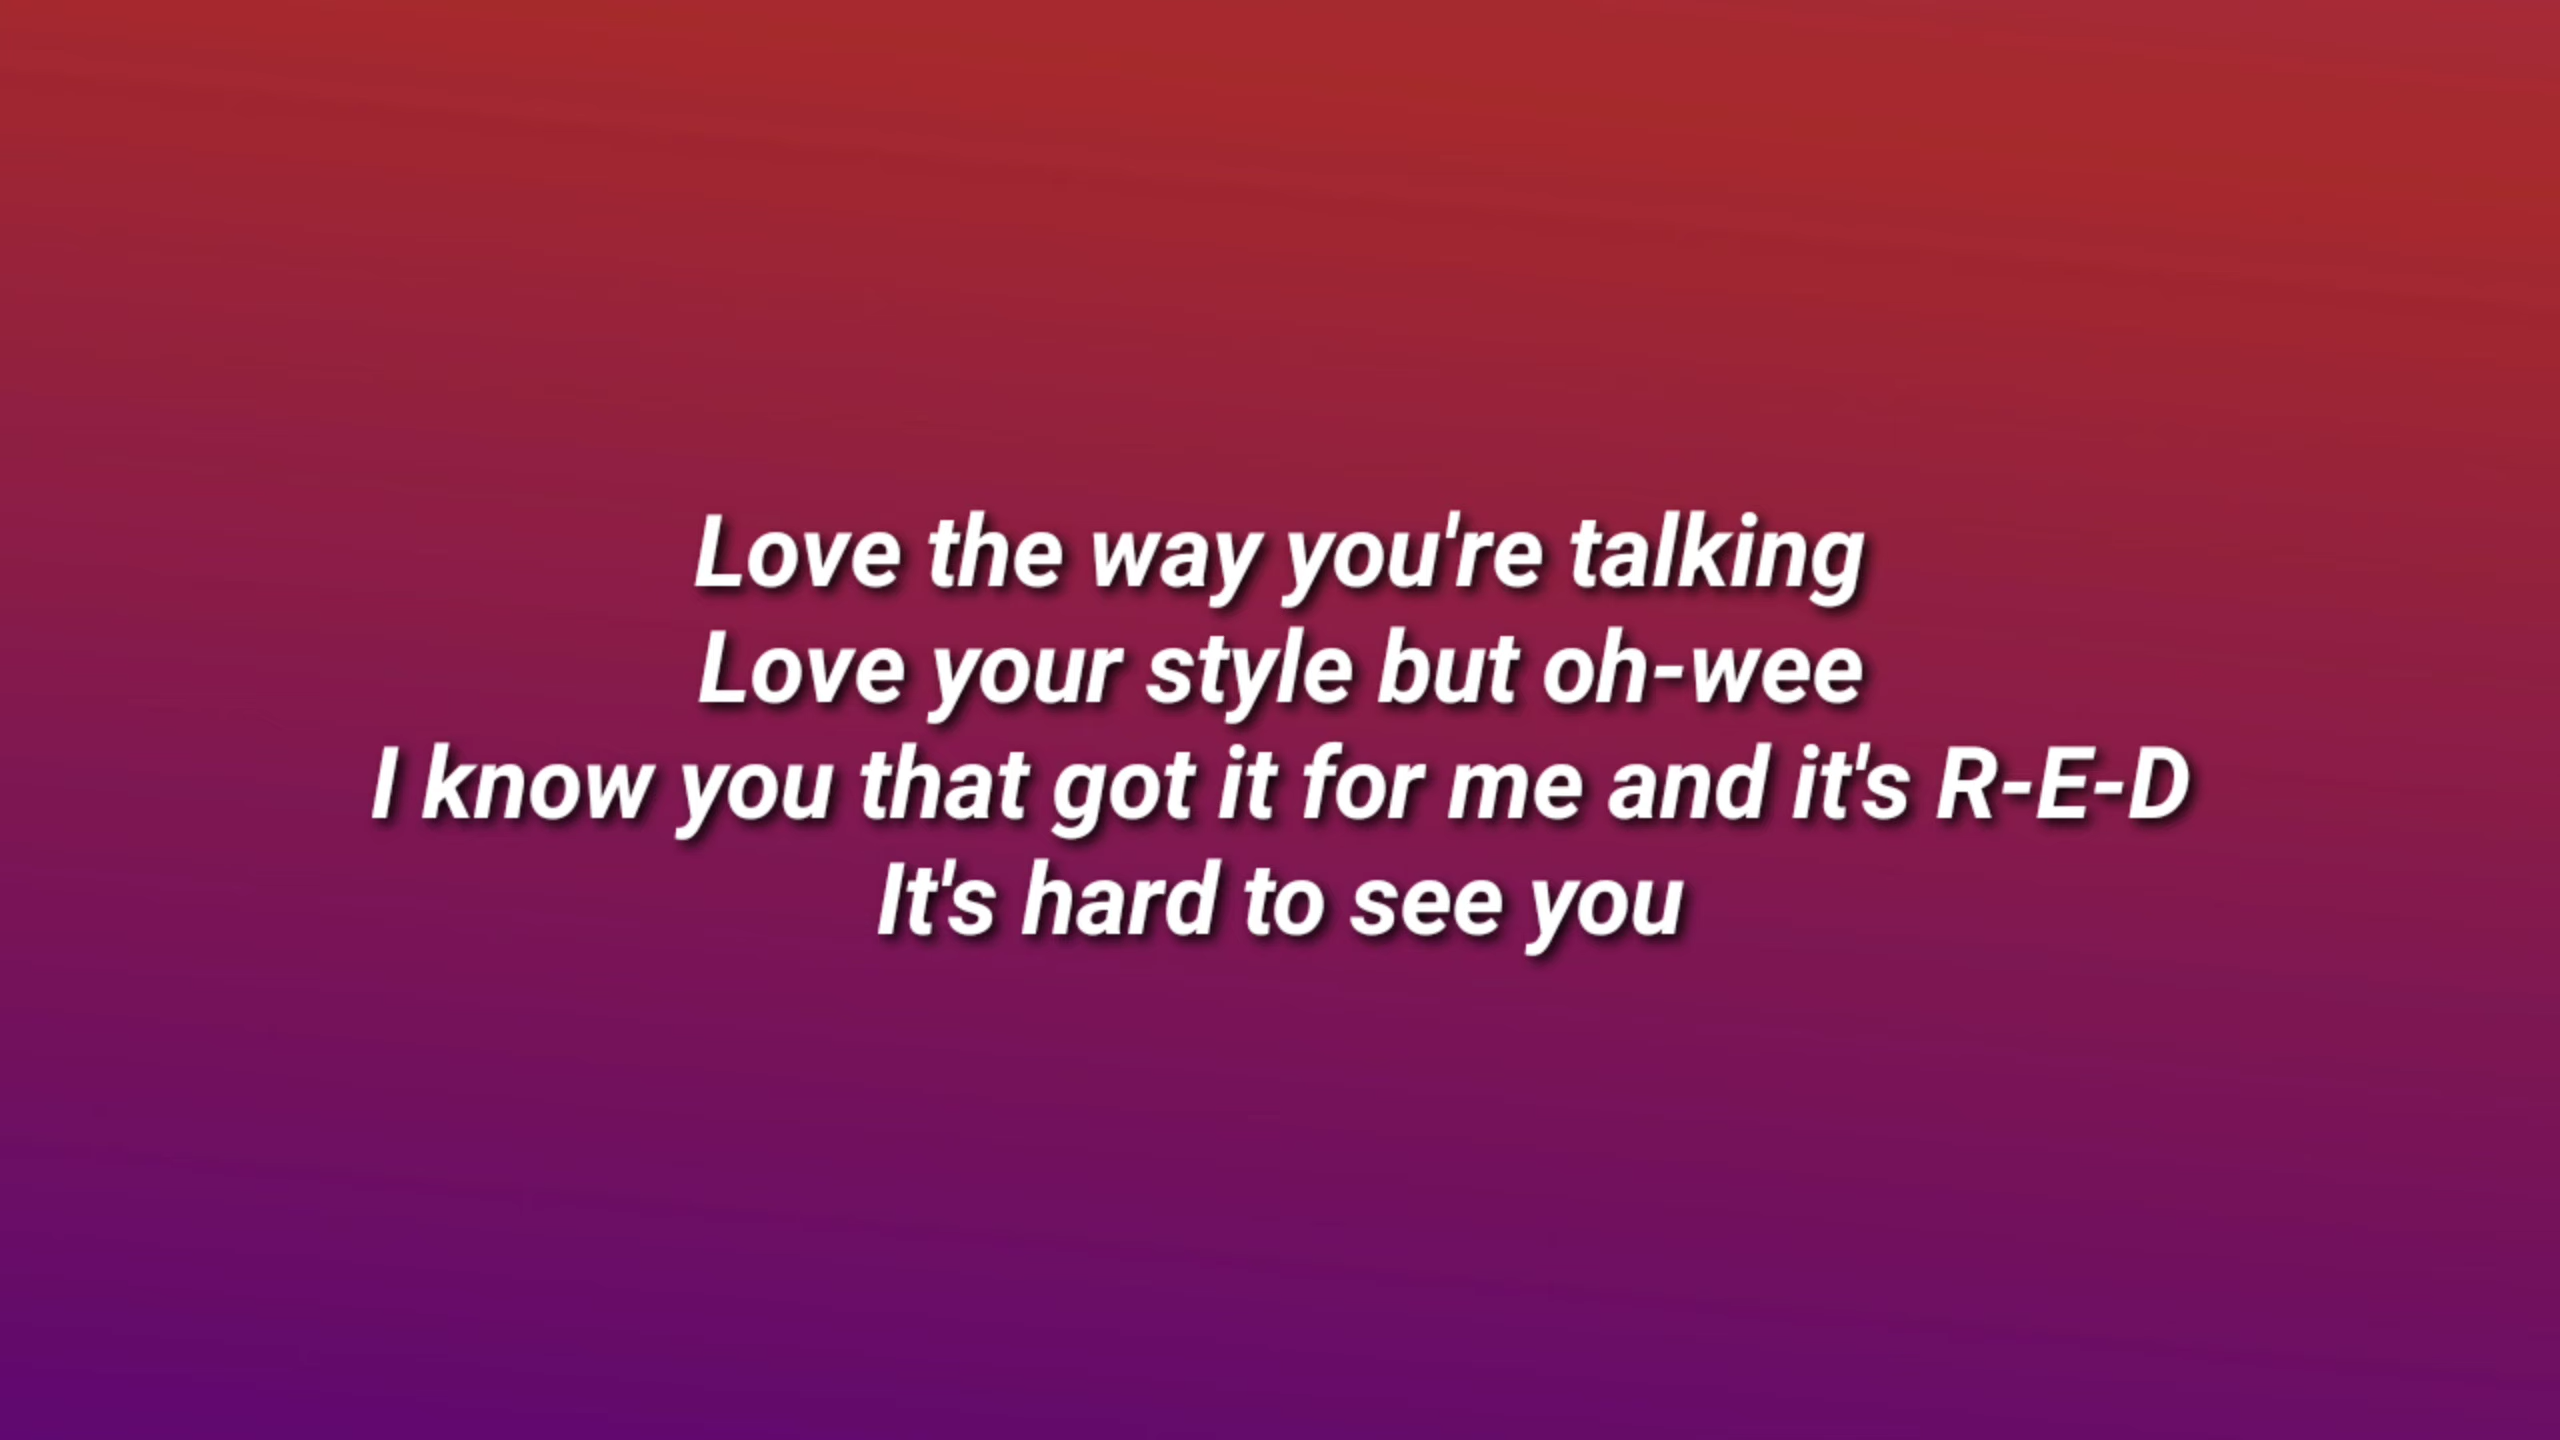 Love the way you're talking
Love your style but oh-wee
I know you that got it for me and it's R-E-D
It's hard to see you